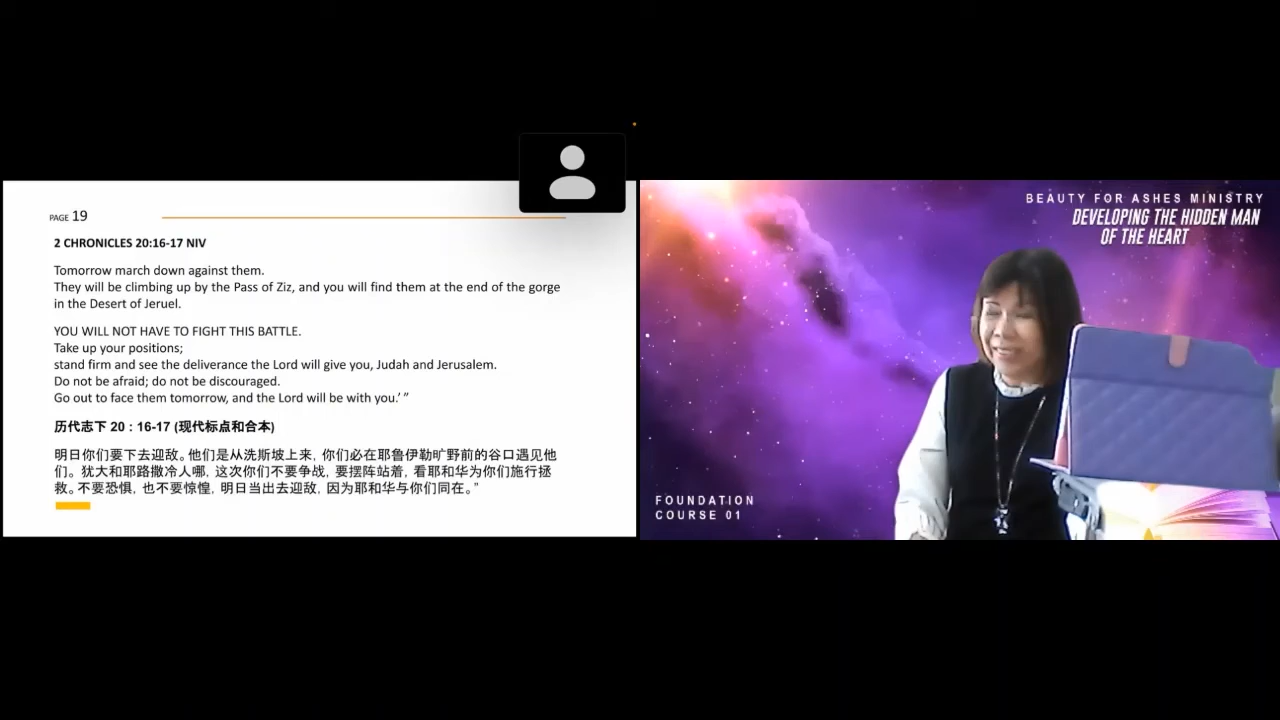 PAGE 19
2 CHRONICLES 20:16-17 NIV
Tomorrow march down against them.
They will be climbing up by the Pass of Ziz, and you will find them at the end of the gorge
in the Desert of Jeruel.
YOU WILL NOT HAVE TO FIGHT THIS BATTLE.
Take up your positions;
stand firm and see the deliverance the Lord will give you, Judah and Jerusalem.
Do not be afraid; do not be discouraged.
Go out to face them tomorrow, and the Lord will be with you.’ ”
历代志下 20 : 16-17 (现代标点和合本)
明日你们要下去迎敌。他们是从洗斯坡上来, 你们必在耶鲁伊勒旷野前的谷口遇见他
们。犹大和耶路撒冷人哪, 这次你们不要争战, 要摆阵站着, 看耶和华为你们施行拯
救。不要恐惧, 也不要惊惶, 明日当出去迎敌, 因为耶和华与你们同在。”
BEAUTY FOR ASHES MINISTRY
DEVELOPING THE HIDDEN MAN
OF THE HEART
FOUNDATION
COURSE 01